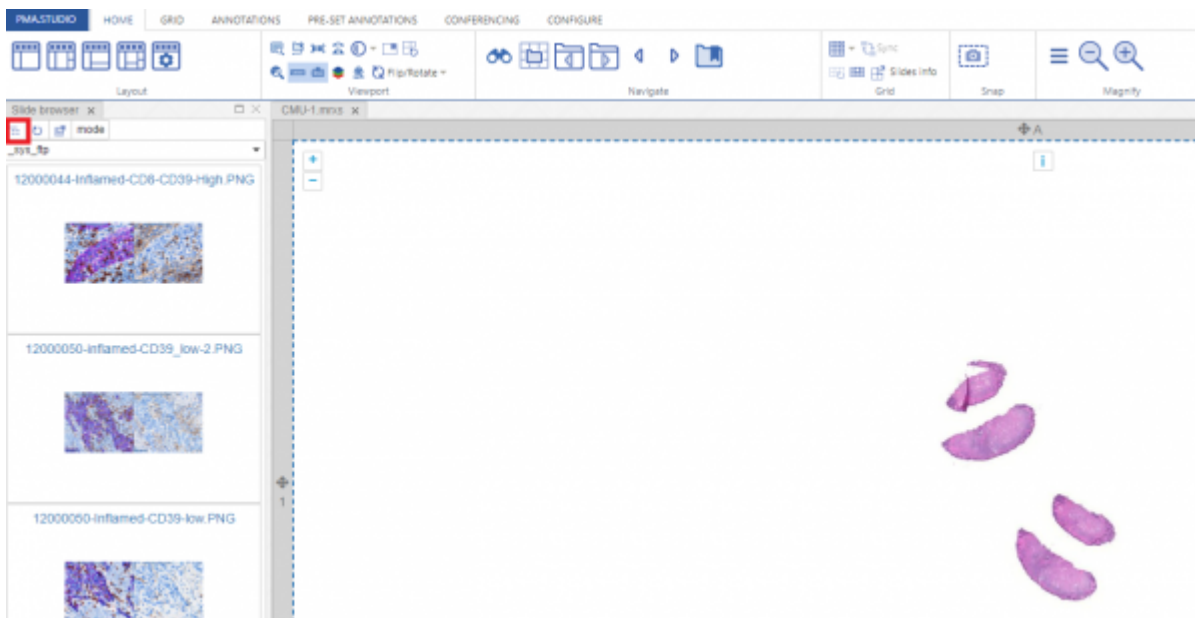 PMA.STUDIO HOME GRID ANNOTATIONS PRE-SET ANNOTATIONS CONFERENCING CONFIGURE
Flip/Rotate
Sync
Slides info
Layout Viewport Navigate Grid Snap Magnify
Slide browser x CMU-1.mrxs x
mode
A
_sys_ftp
+
i
−
12000044-Inflamed-CD8-CD39-High.PNG
12000050-inflamed-CD39_low-2.PNG
1
12000050-Inflamed-CD39-low.PNG